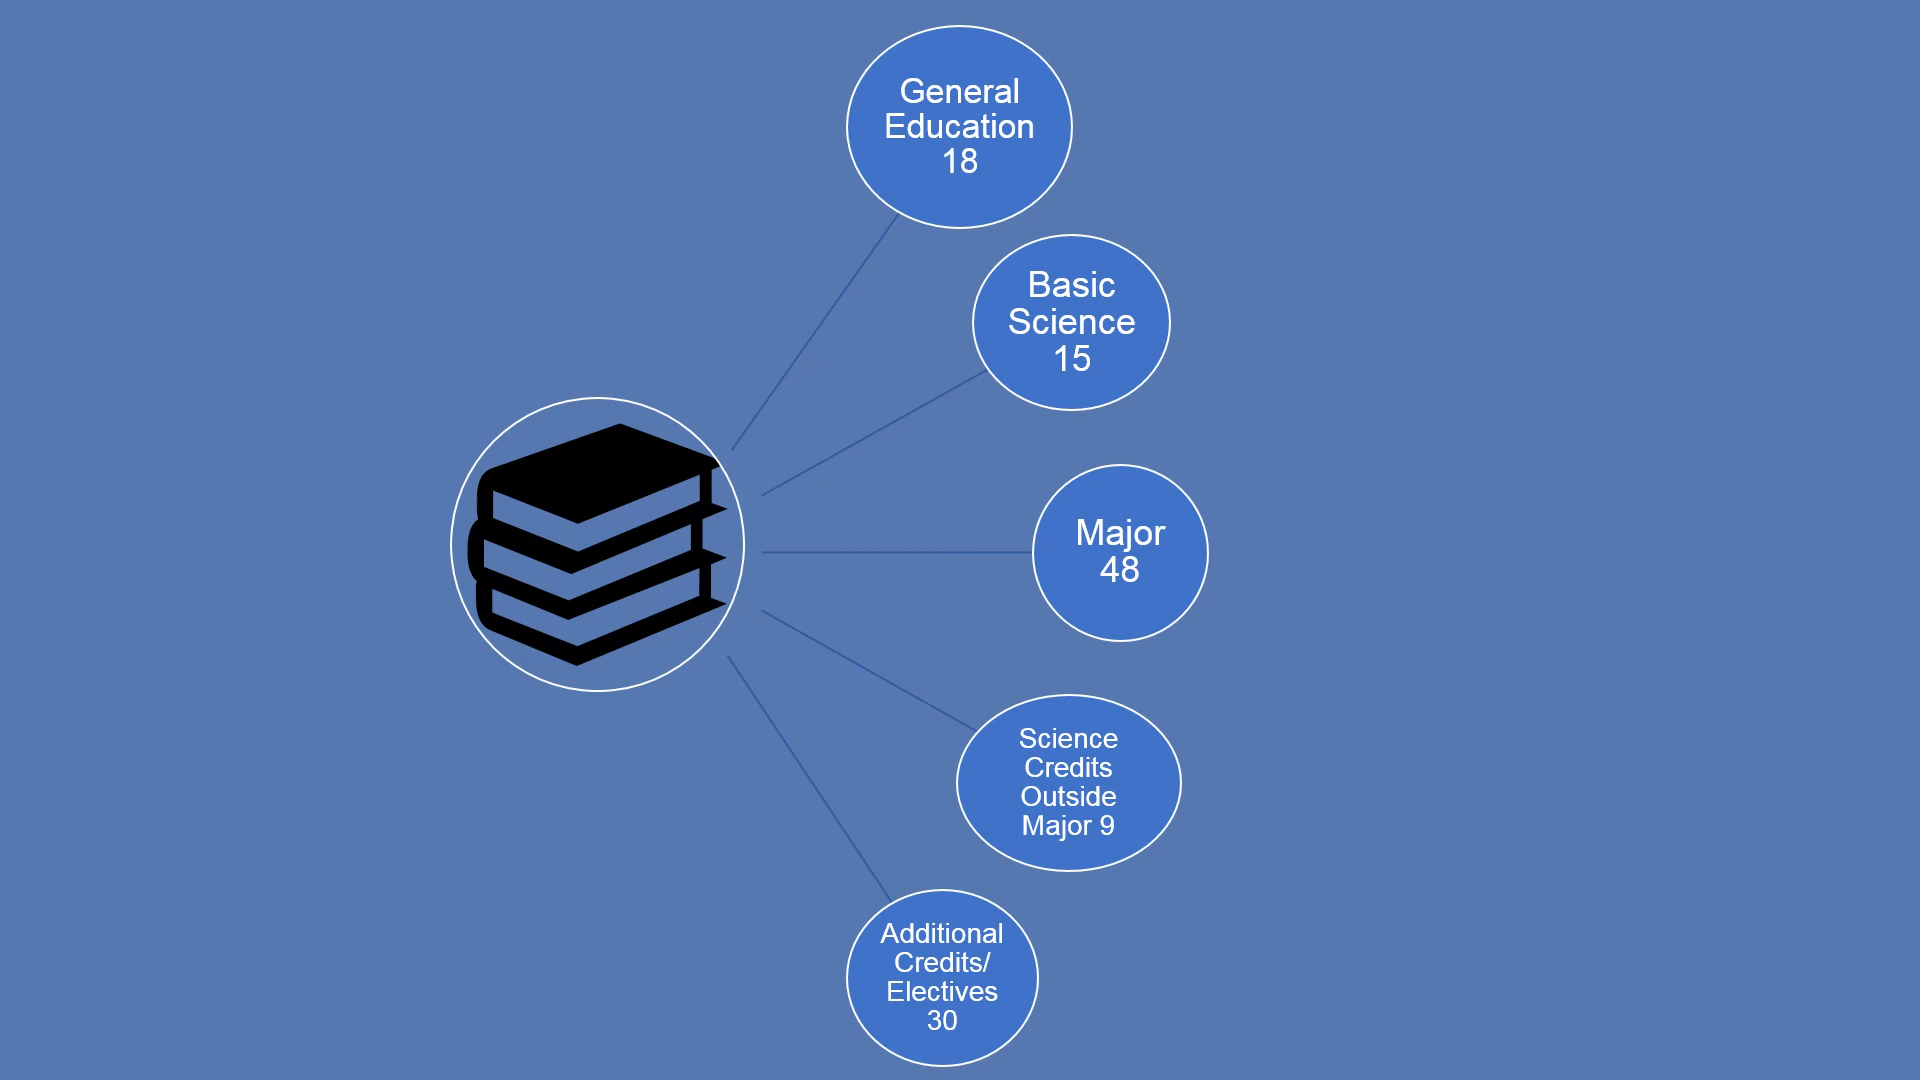 General
Education
18
Basic
Science
15
Major
48
Science
Credits
Outside
Major 9
Additional
Credits/
Electives
30